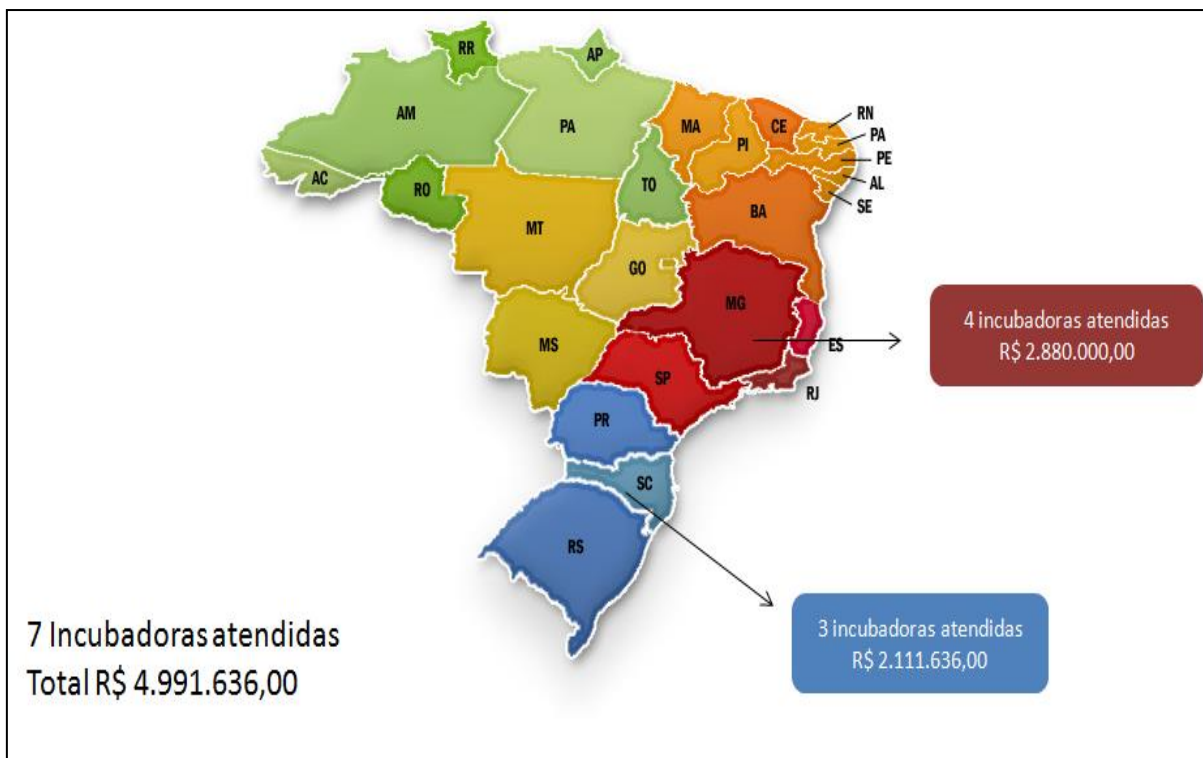 RR
AP
AM
PA
MA
CE
RN
PI
PA
PE
AC
RO
TO
AL
SE
BA
MT
GO
MG
4 incubadoras atendidas
R$ 2.880.000,00
MS
ES
SP
RJ
PR
SC
RS
3 incubadoras atendidas
R$ 2.111.636,00
7 Incubadoras atendidas
Total R$ 4.991.636,00